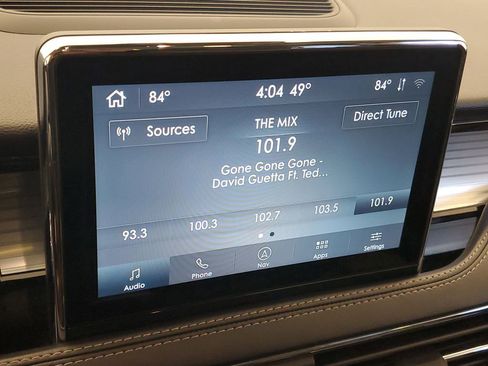 84° 4:04 49° 84°
Sources
THE MIX
Direct Tune
101.9
Gone Gone Gone -
David Guetta Ft. Ted...
93.3 100.3 102.7 103.5 101.9
Audio Phone Nav Apps Settings